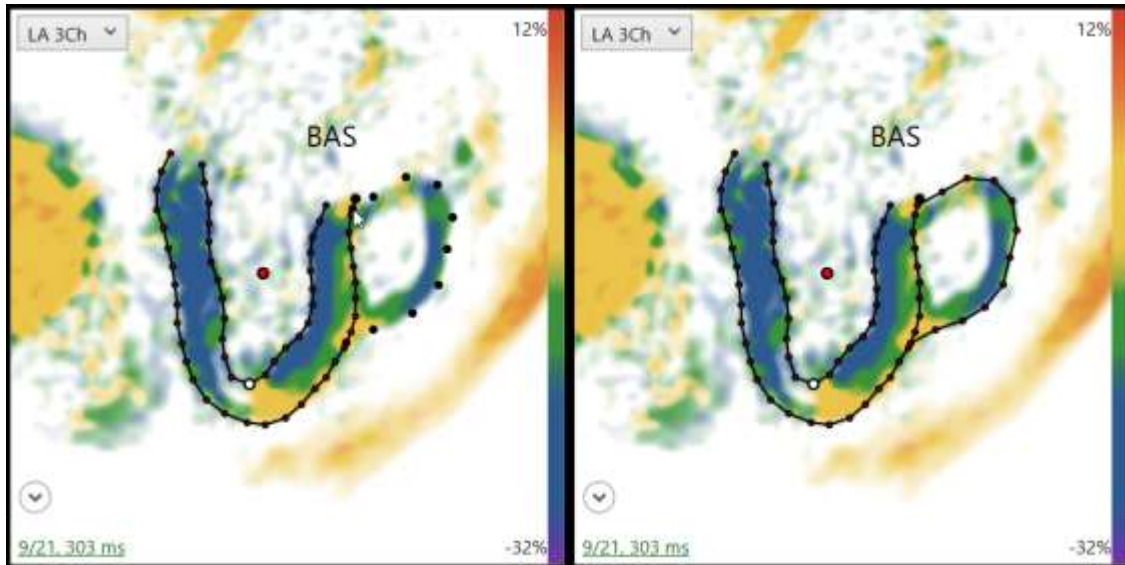 LA 3Ch
12%
BAS
9/21, 303 ms
-32%
LA 3Ch
12%
BAS
9/21, 303 ms
-32%